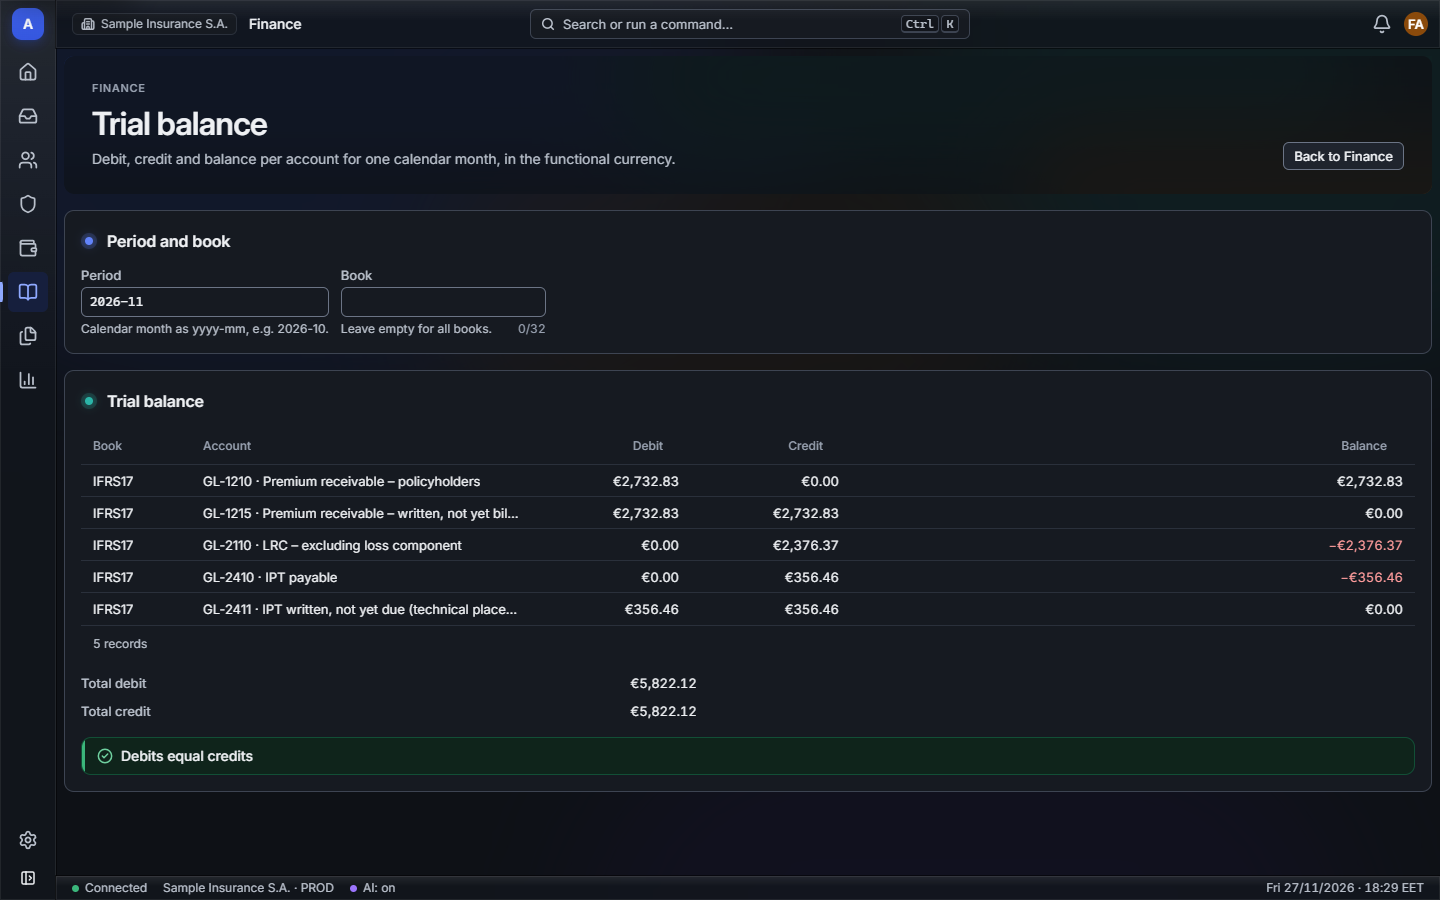 A
Sample Insurance S.A.
Finance
Search or run a command...
Ctrl K
FA
FINANCE
Trial balance
Debit, credit and balance per account for one calendar month, in the functional currency.
Back to Finance
Period and book
Period
Book
2026-11
Calendar month as yyyy-mm, e.g. 2026-10.
Leave empty for all books.
0/32
Trial balance
Book Account Debit Credit Balance
IFRS17 GL-1210 · Premium receivable – policyholders €2,732.83 €0.00 €2,732.83
IFRS17 GL-1215 · Premium receivable – written, not yet bil... €2,732.83 €2,732.83 €0.00
IFRS17 GL-2110 · LRC – excluding loss component €0.00 €2,376.37 −€2,376.37
IFRS17 GL-2410 · IPT payable €0.00 €356.46 −€356.46
IFRS17 GL-2411 · IPT written, not yet due (technical place... €356.46 €356.46 €0.00
5 records
Total debit €5,822.12
Total credit €5,822.12
Debits equal credits
Connected
Sample Insurance S.A. · PROD
AI: on
Fri 27/11/2026 · 18:29 EET